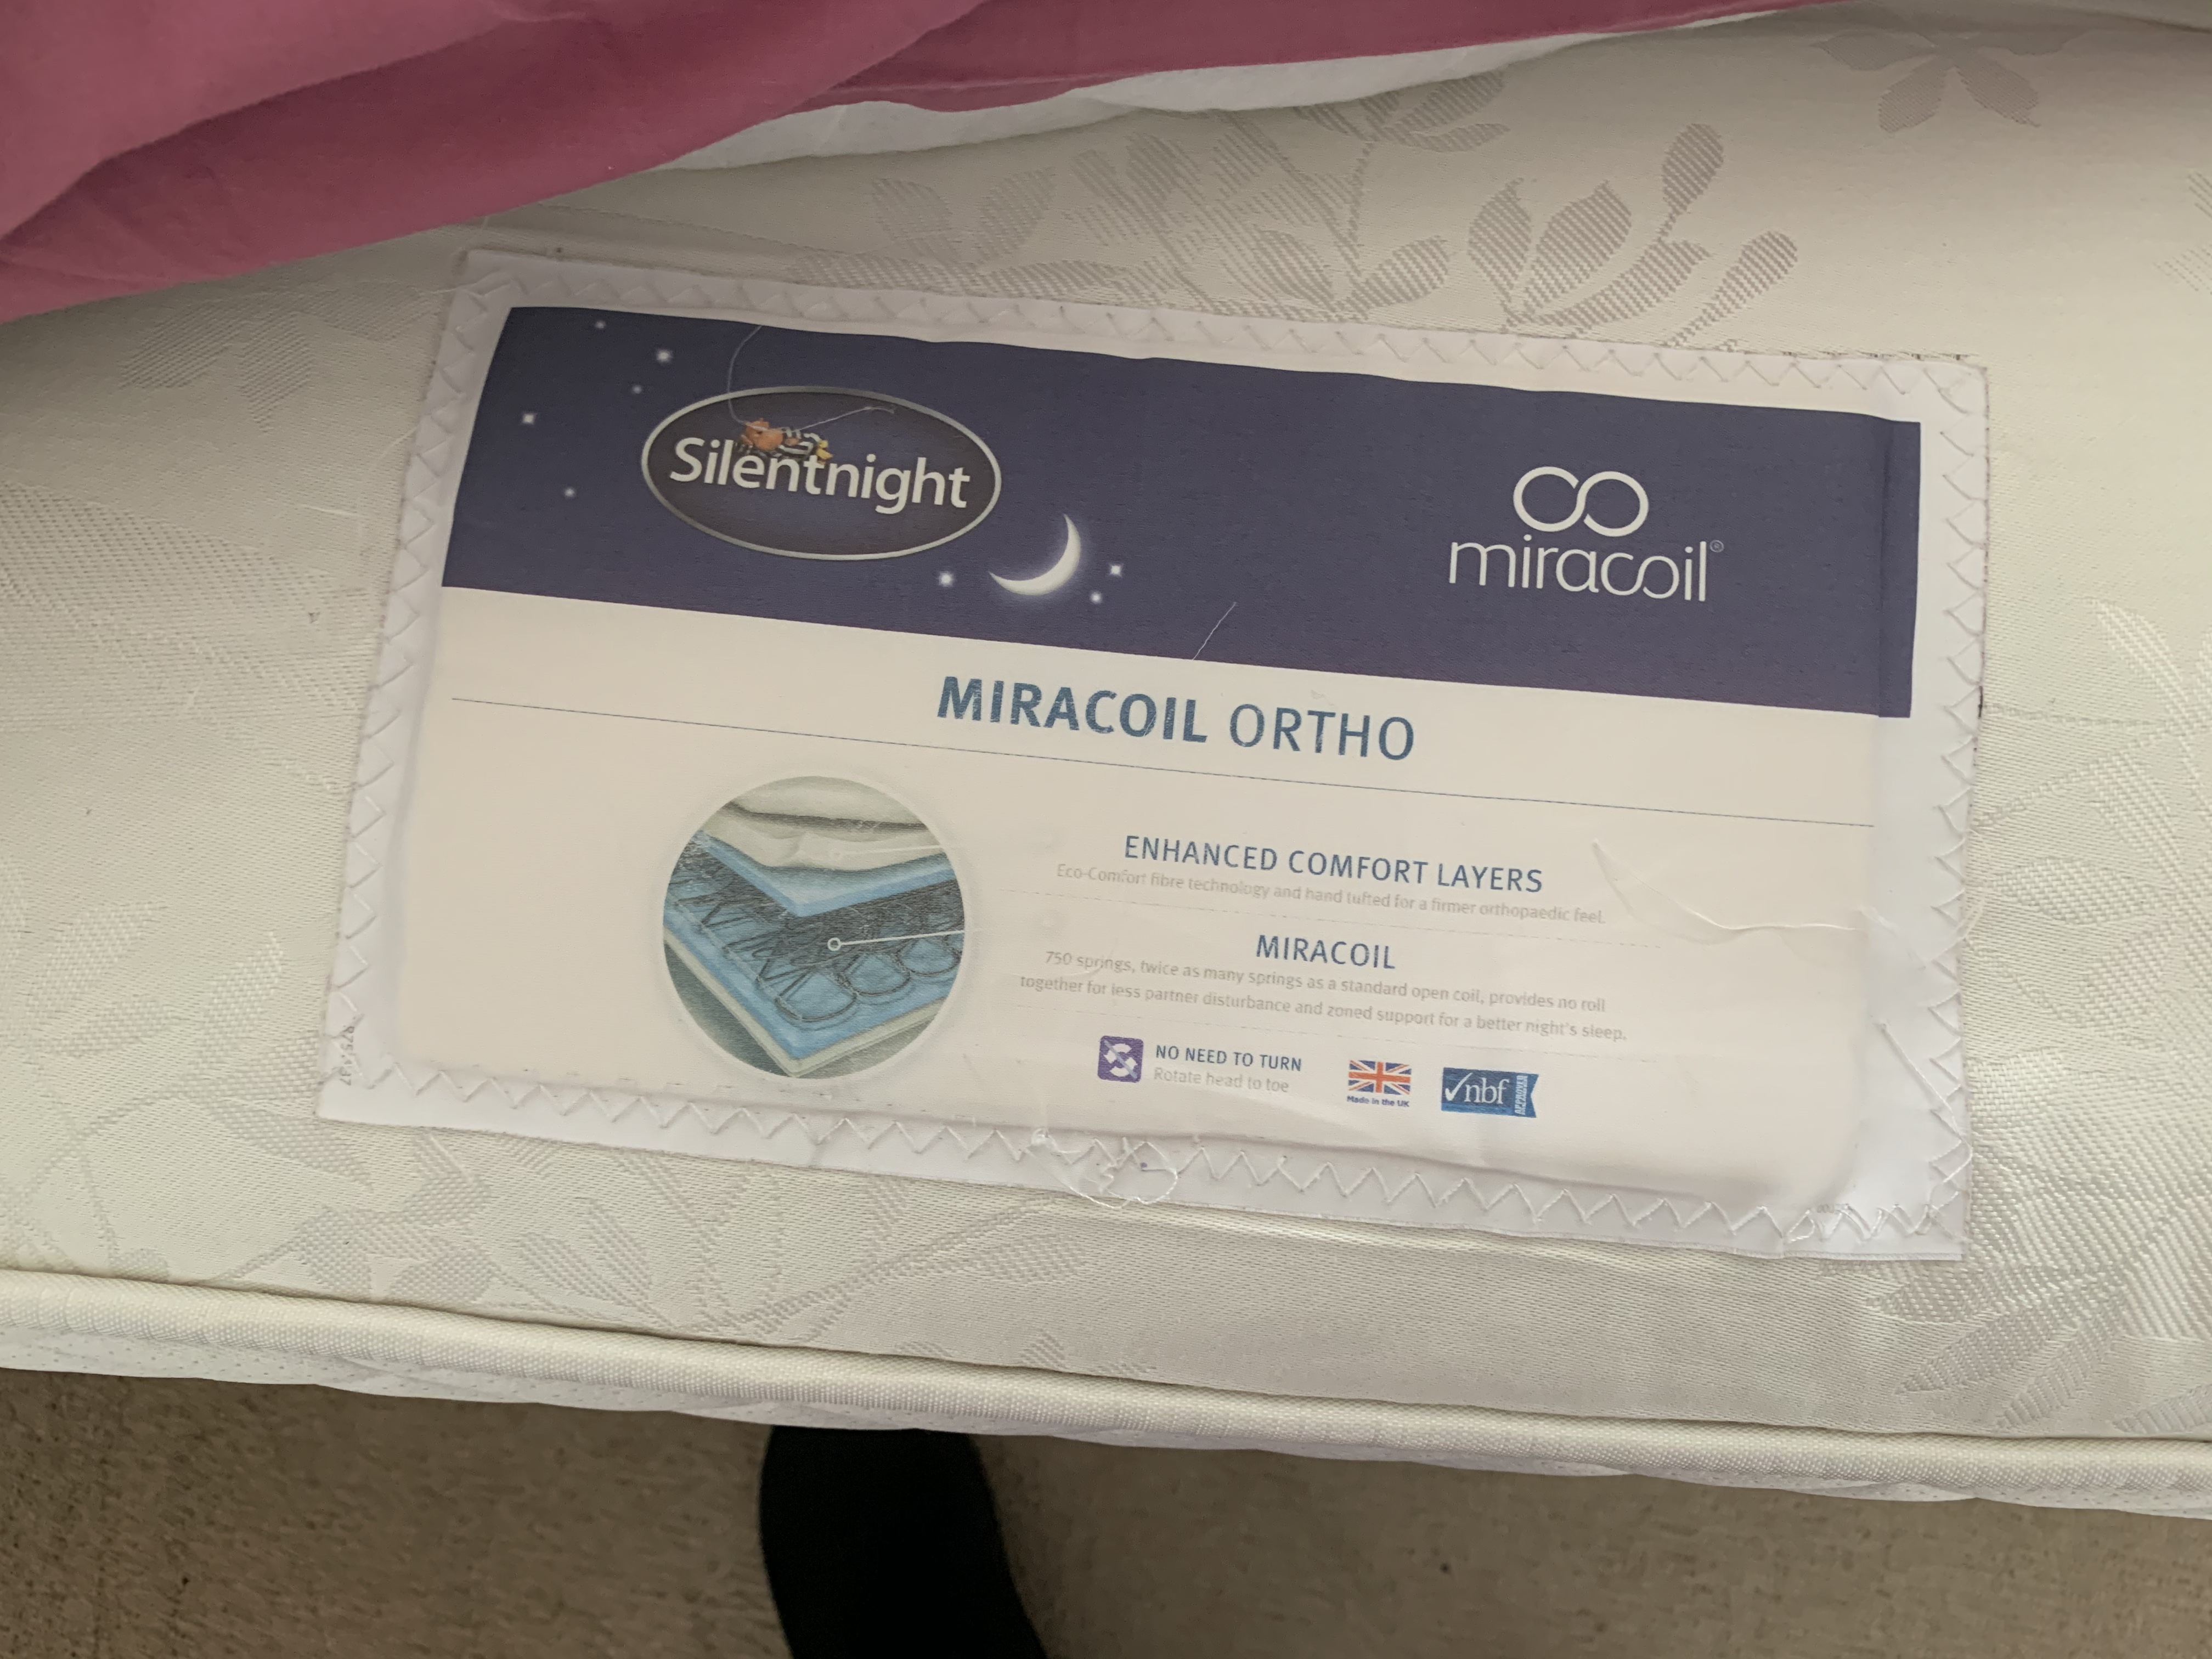 Silentnight
miracoil®
MIRACOIL ORTHO
ENHANCED COMFORT LAYERS
Eco-Comfort fibre technology and hand tufted for a firmer orthopaedic feel.
MIRACOIL
750 springs, twice as many springs as a standard open coil, provides no roll
together for less partner disturbance and zoned support for a better night's sleep.
NO NEED TO TURN
Rotate head to toe
Made in the UK
nbf
APPROVED